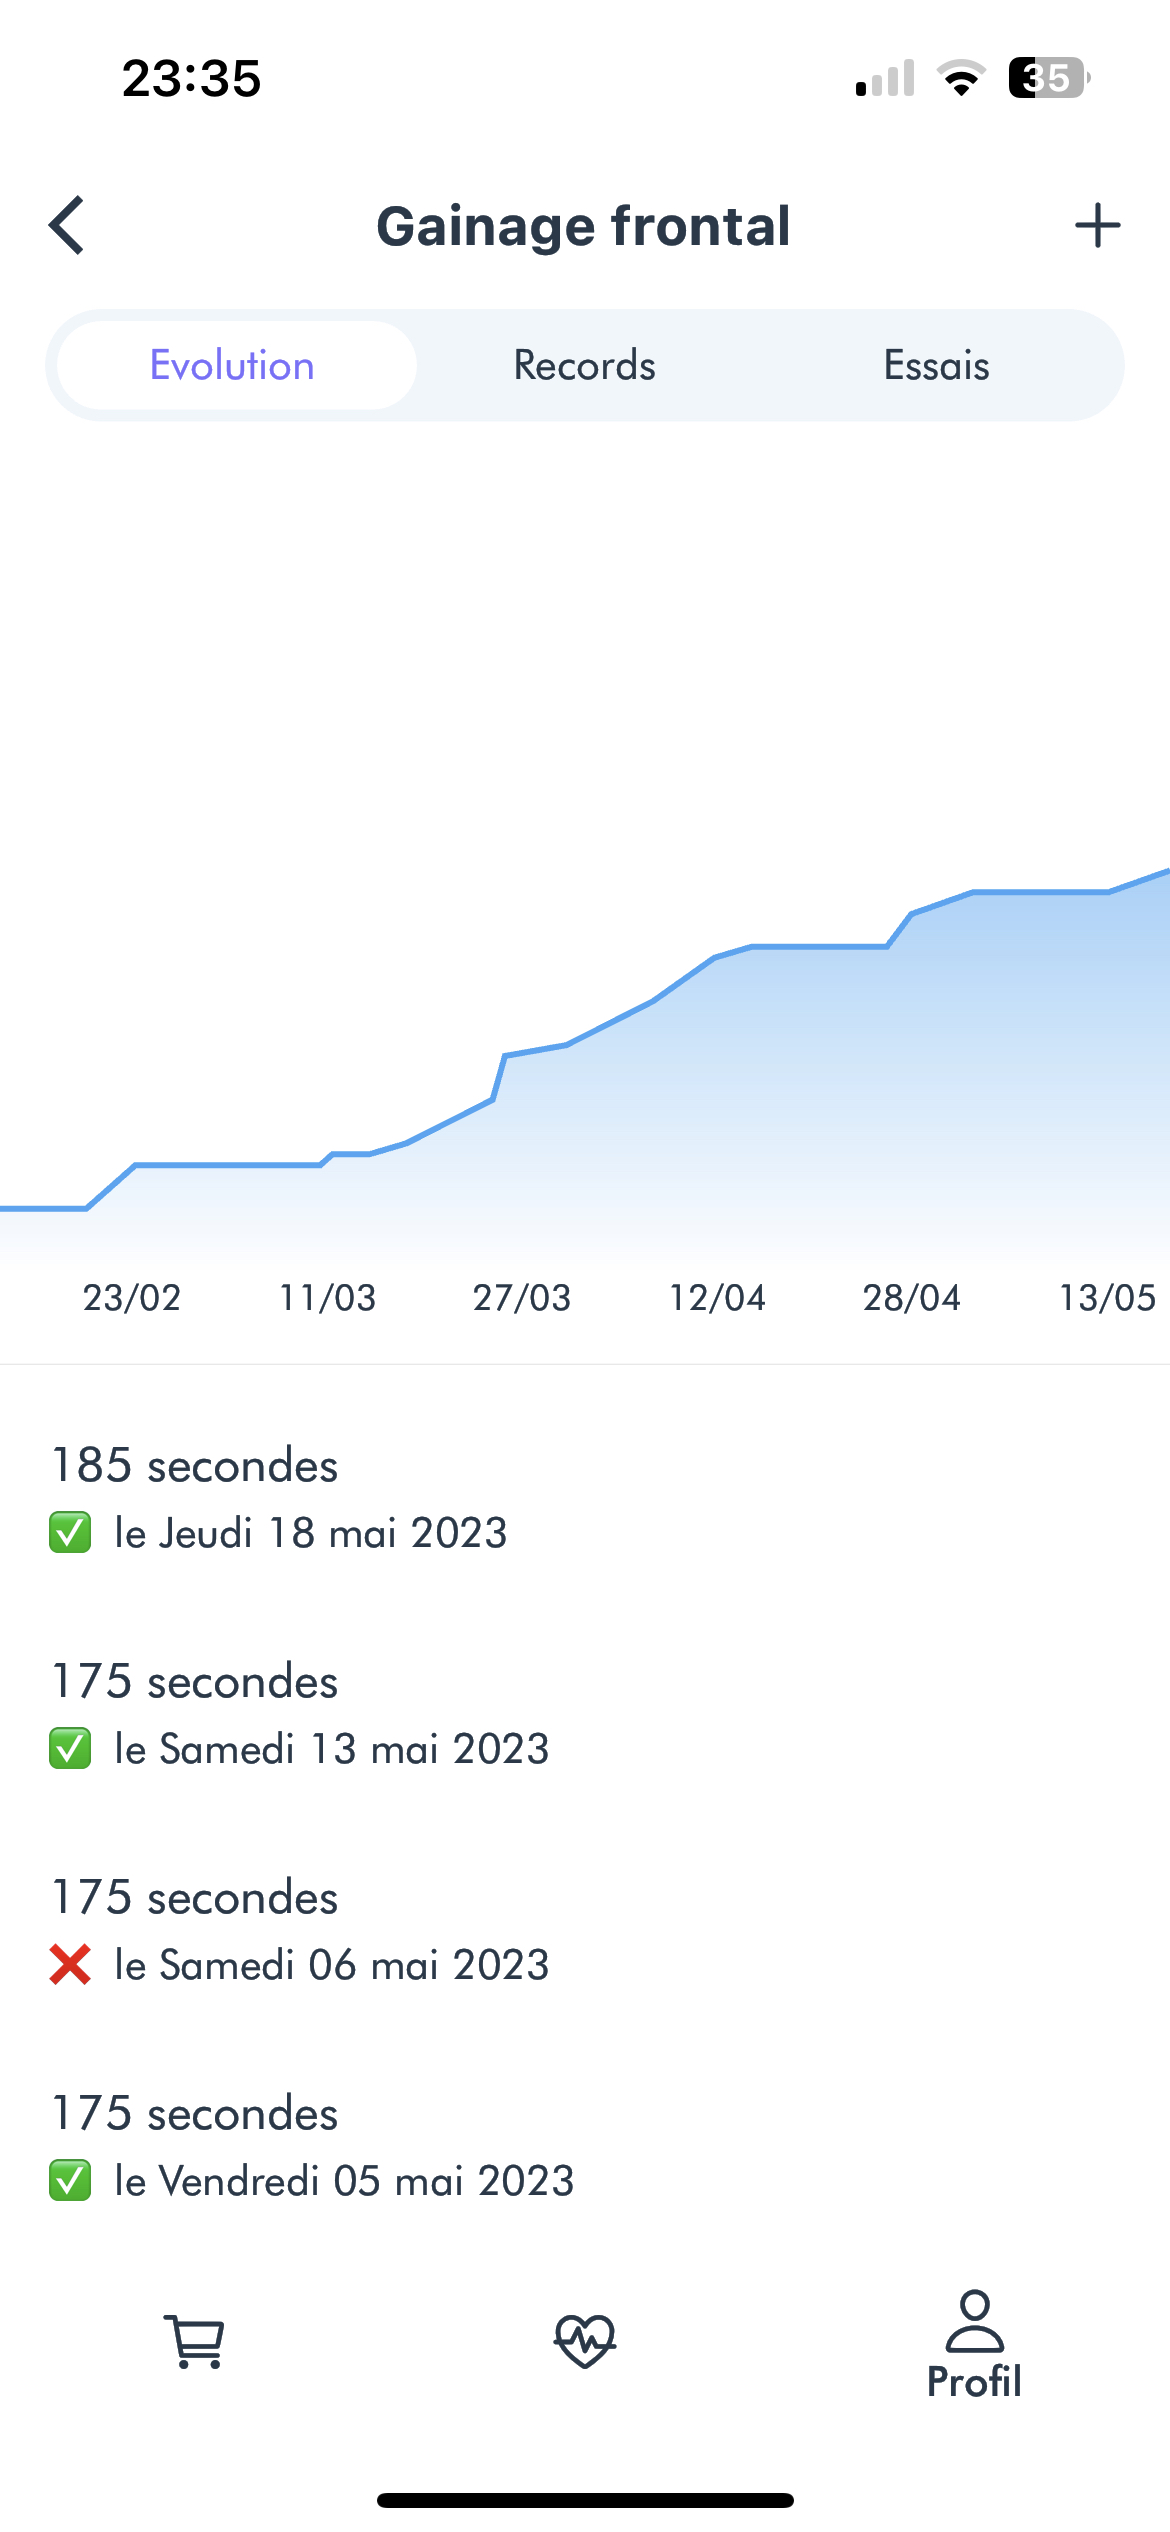 23:35
35
Gainage frontal
Evolution
Records
Essais
23/02
11/03
27/03
12/04
28/04
13/05
185 secondes
le Jeudi 18 mai 2023
175 secondes
le Samedi 13 mai 2023
175 secondes
le Samedi 06 mai 2023
175 secondes
le Vendredi 05 mai 2023
Profil